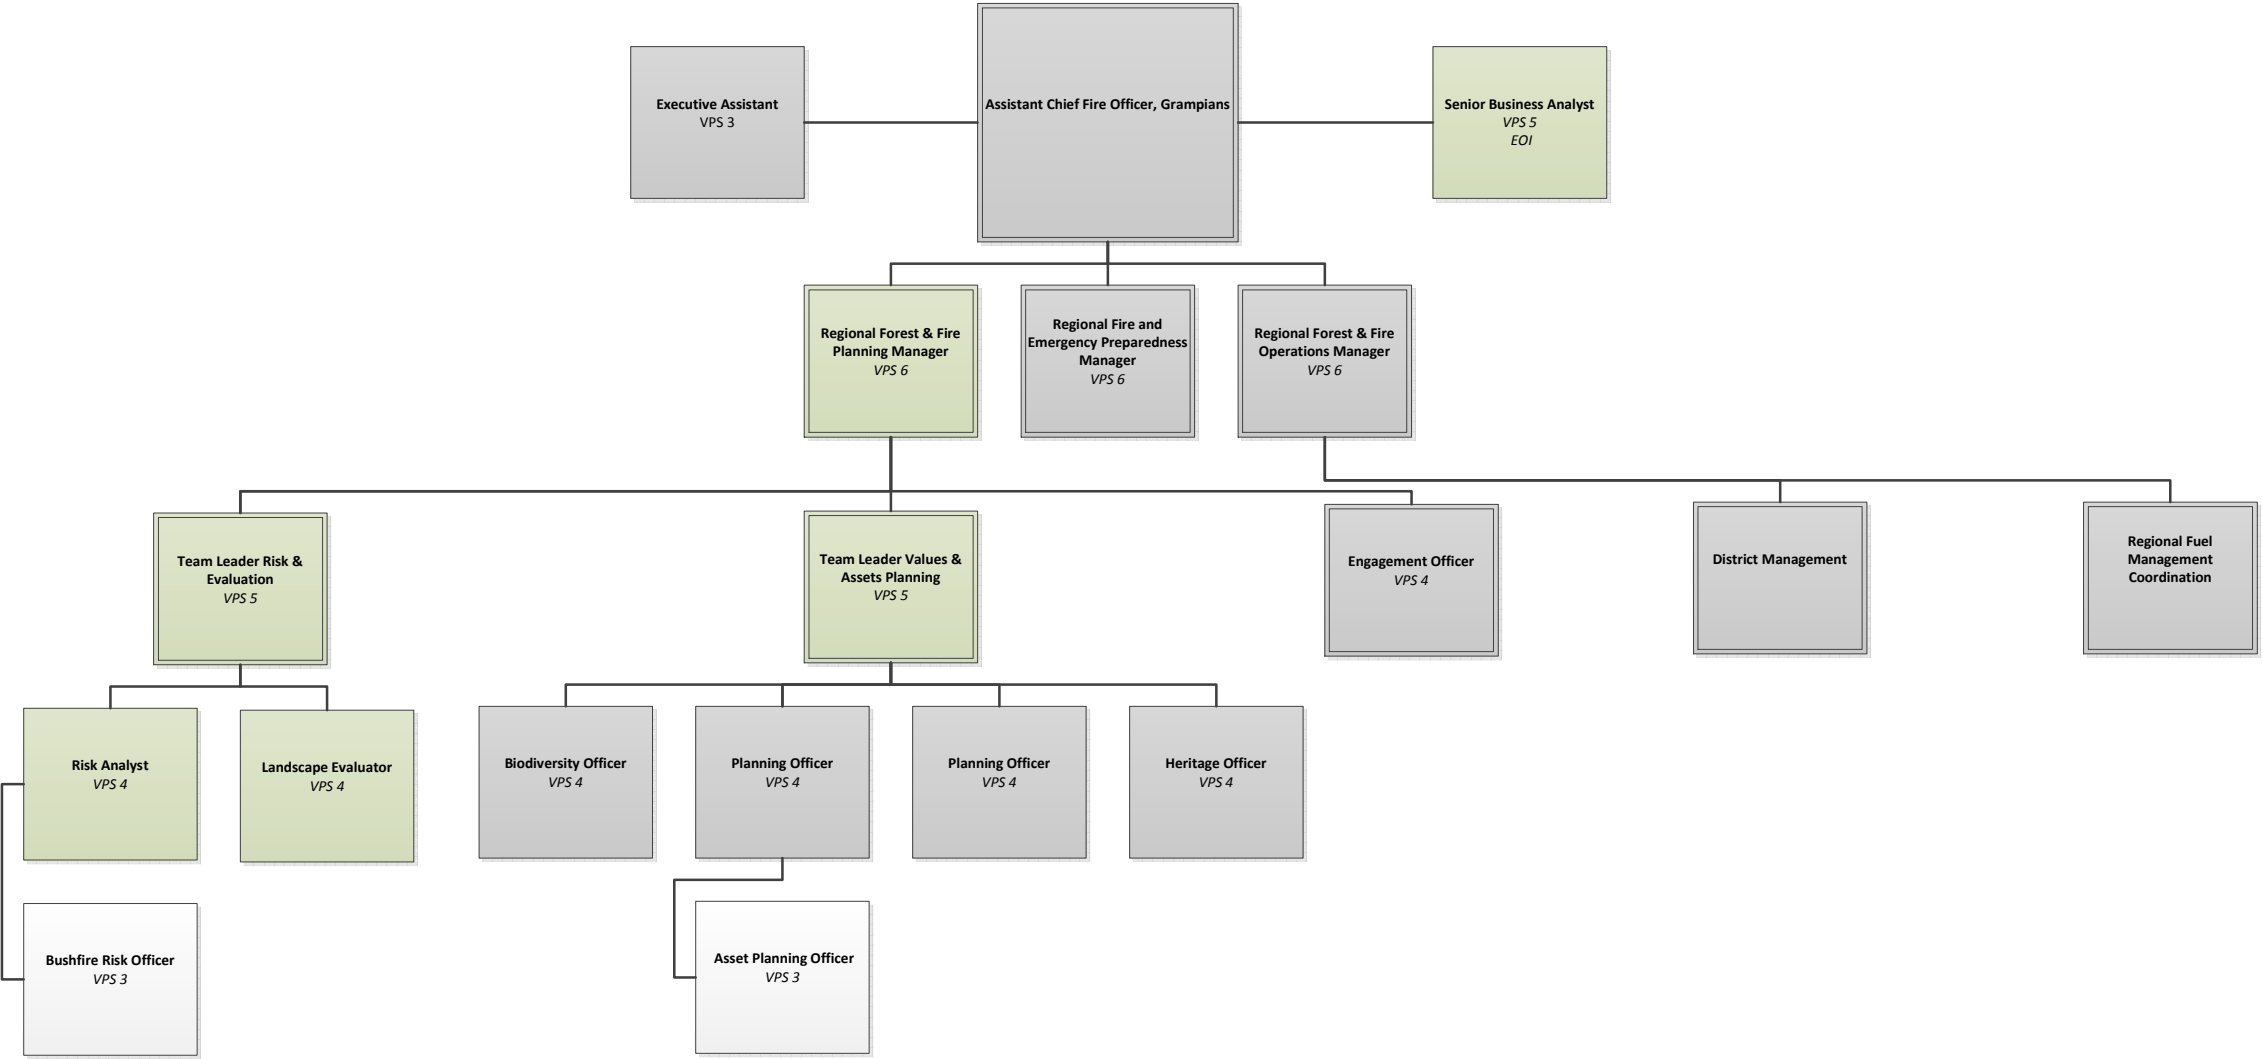 Executive Assistant
VPS 3
Assistant Chief Fire Officer, Grampians
Senior Business Analyst
VPS 5
EOI
Regional Forest & Fire
Planning Manager
VPS 6
Regional Fire and
Emergency Preparedness
Manager
VPS 6
Regional Forest & Fire
Operations Manager
VPS 6
Team Leader Risk &
Evaluation
VPS 5
Team Leader Values &
Assets Planning
VPS 5
Engagement Officer
VPS 4
District Management
Regional Fuel
Management
Coordination
Risk Analyst
VPS 4
Landscape Evaluator
VPS 4
Biodiversity Officer
VPS 4
Planning Officer
VPS 4
Planning Officer
VPS 4
Heritage Officer
VPS 4
Bushfire Risk Officer
VPS 3
Asset Planning Officer
VPS 3